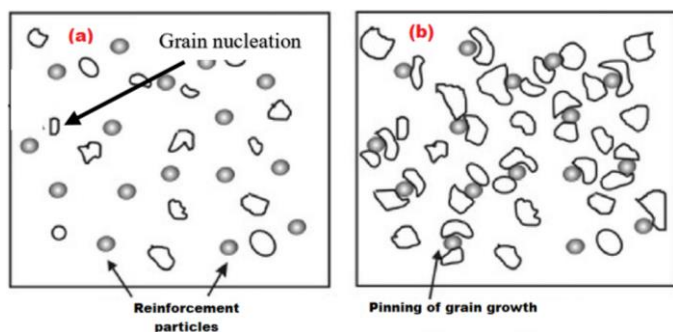 (a)
Grain nucleation
(b)
Reinforcement
particles
Pinning of grain growth